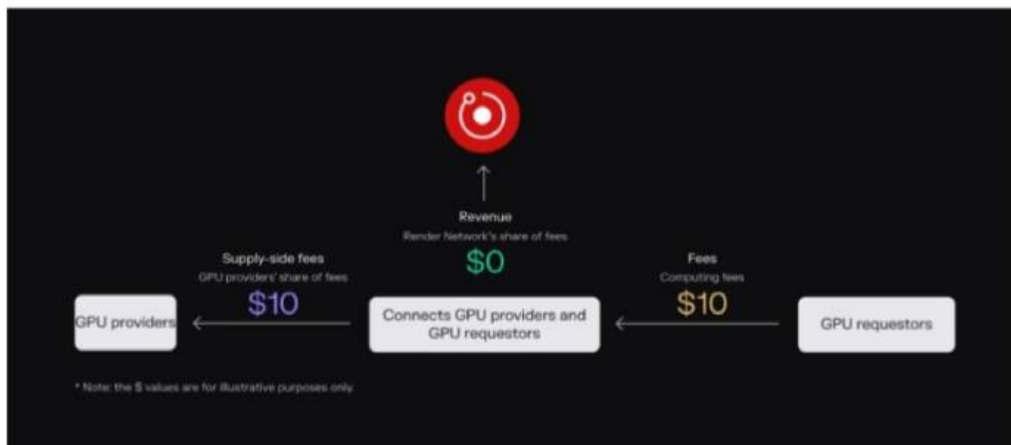 Revenue
Render Network's share of fees
$0
Supply-side fees
GPU providers' share of fees
$10
Fees
Computing fees
$10
GPU providers
Connects GPU providers and
GPU requestors
GPU requestors
* Note: the $ values are for illustrative purposes only.